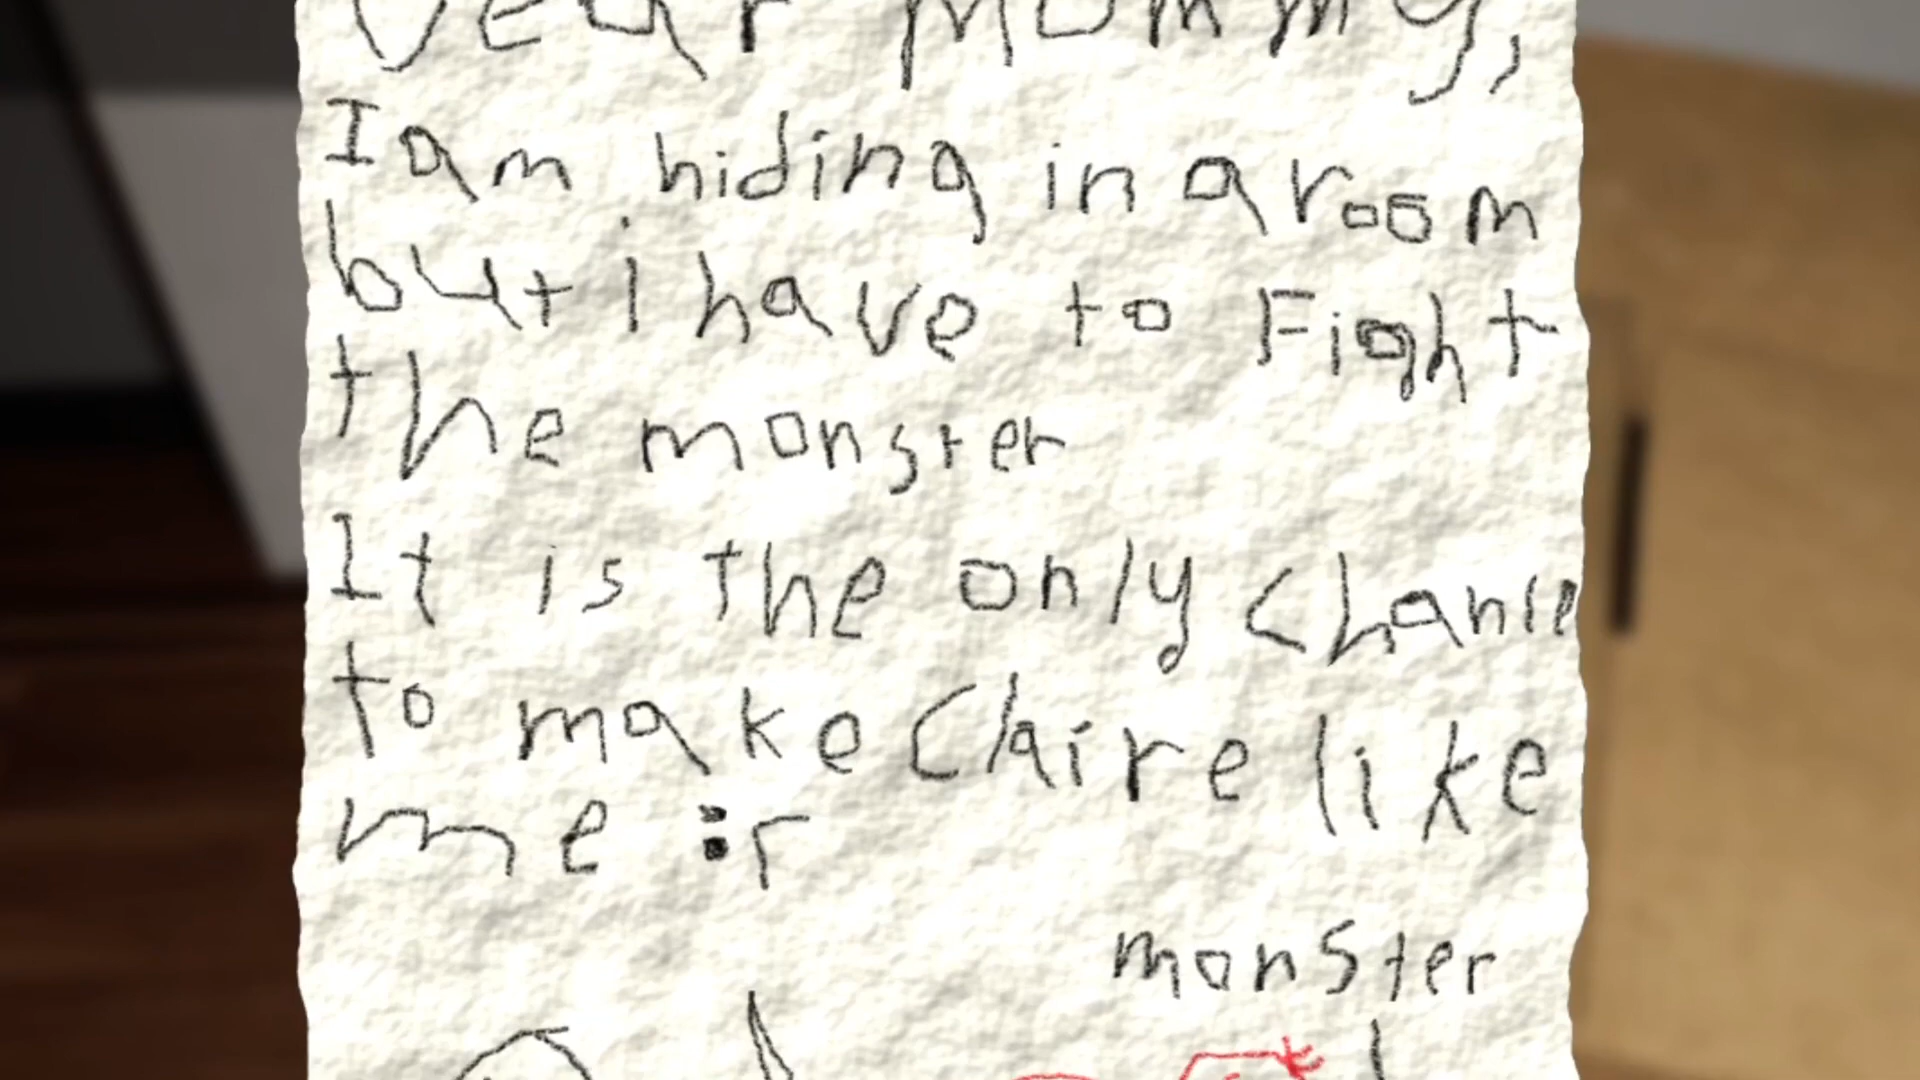 Dear Mommy,
I am hiding in a room
but i have to Fight
the monster
It is the only chance
to make Claire like
me :r
monster